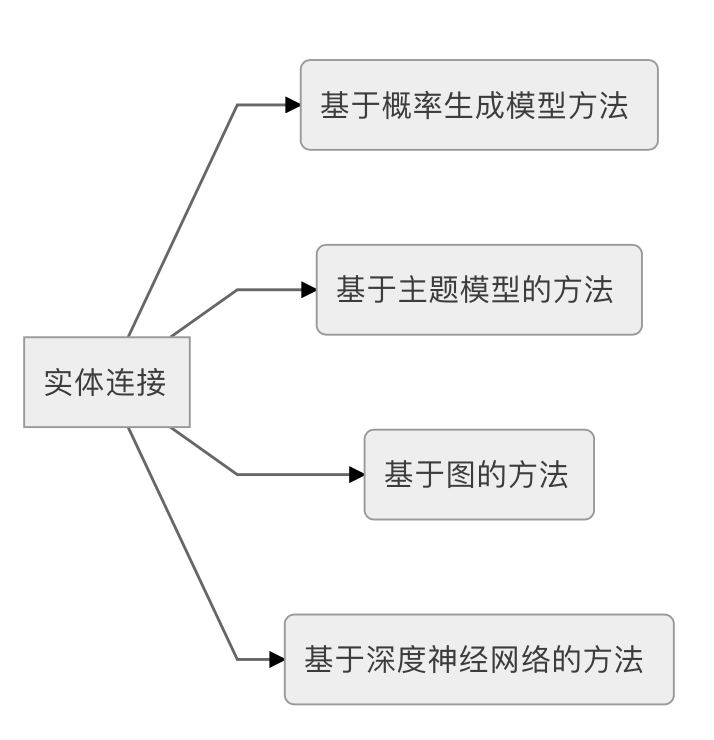 基于概率生成模型方法
基于主题模型的方法
实体连接
基于图的方法
基于深度神经网络的方法